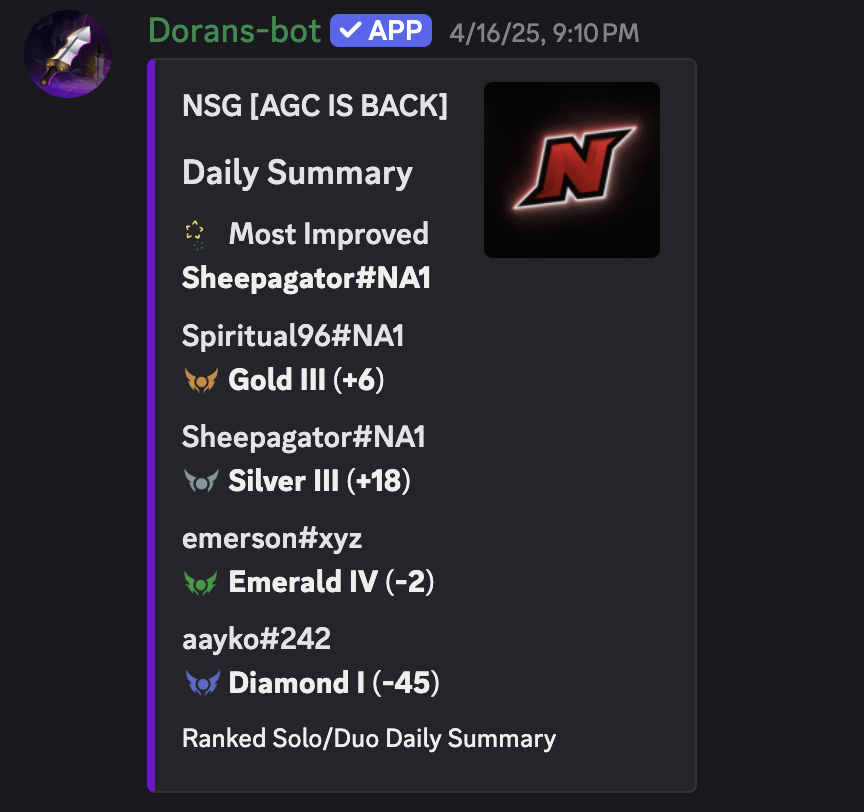 Dorans-bot ✓ APP 4/16/25, 9:10 PM
NSG [AGC IS BACK]
N
Daily Summary
Most Improved
Sheepagator#NA1
Spiritual96#NA1
Gold III (+6)
Sheepagator#NA1
Silver III (+18)
emerson#xyz
Emerald IV (-2)
aayko#242
Diamond I (-45)
Ranked Solo/Duo Daily Summary